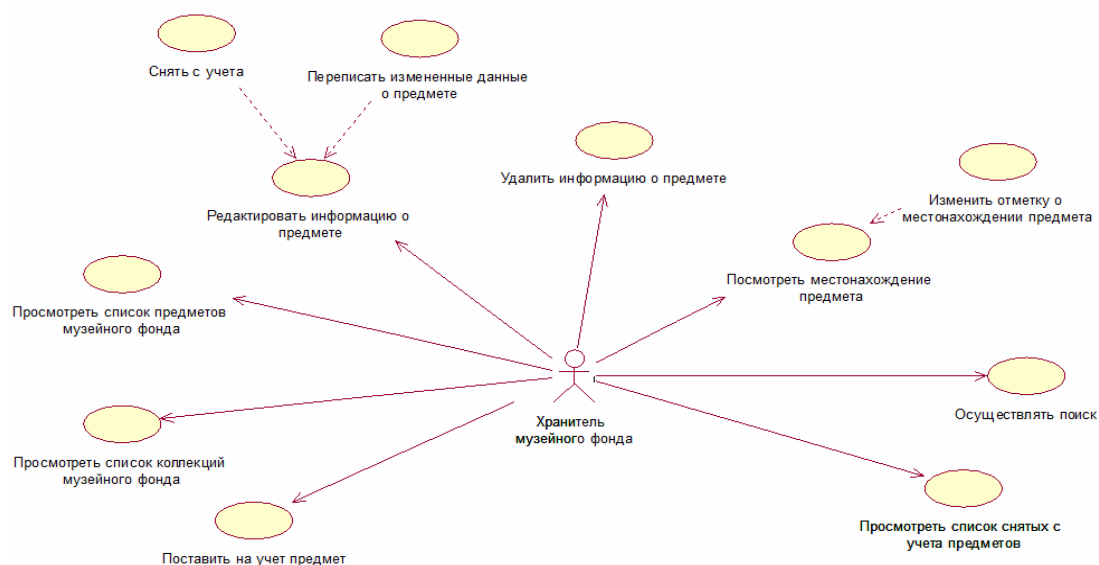 Снять с учета
Переписать измененные данные
о предмете
Удалить информацию о предмете
Изменить отметку о
местонахождении предмета
Редактировать информацию о
предмете
Посмотреть местонахождение
предмета
Просмотреть список предметов
музейного фонда
Осуществлять поиск
Хранитель
музейного фонда
Просмотреть список коллекций
музейного фонда
Просмотреть список снятых с
учета предметов
Поставить на учет предмет